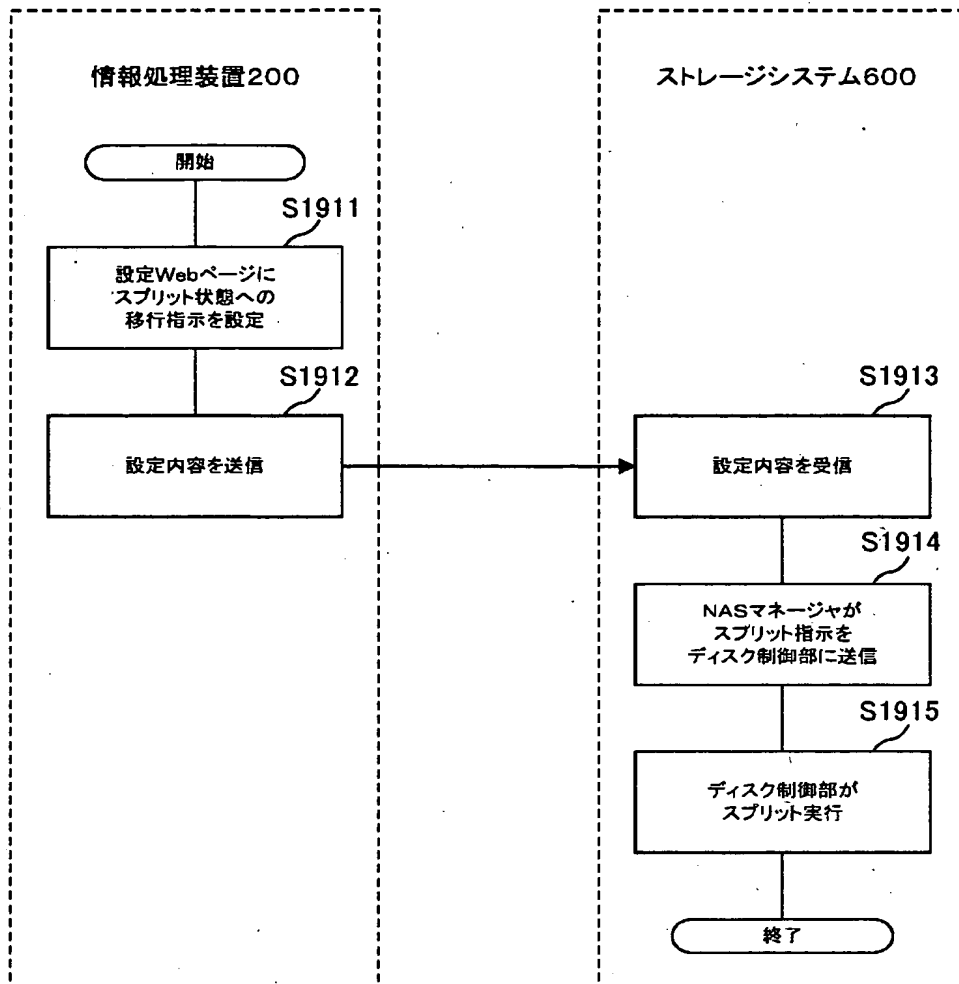 情報処理装置200
開始
S1911
設定Webページに
スプリット状態への
移行指示を設定
S1912
設定内容を送信
ストレージシステム600
S1913
設定内容を受信
S1914
NASマネージャが
スプリット指示を
ディスク制御部に送信
S1915
ディスク制御部が
スプリット実行
終了